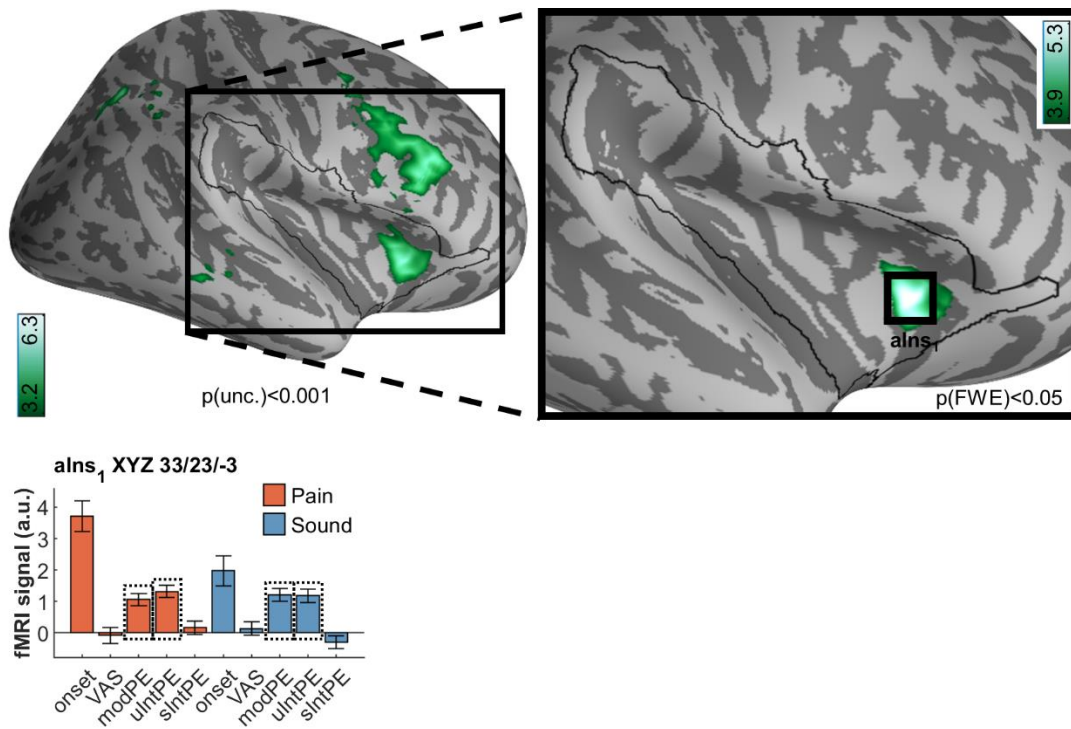 6.3
3.2
p(unc.)<0.001
5.3
3.9
aIns1
p(FWE)<0.05
aIns1 XYZ 33/23/-3
fMRI signal (a.u.)
4
3
2
1
0
Pain
Sound
onset
VAS
modPE
uIntPE
sIntPE
onset
VAS
modPE
uIntPE
sIntPE